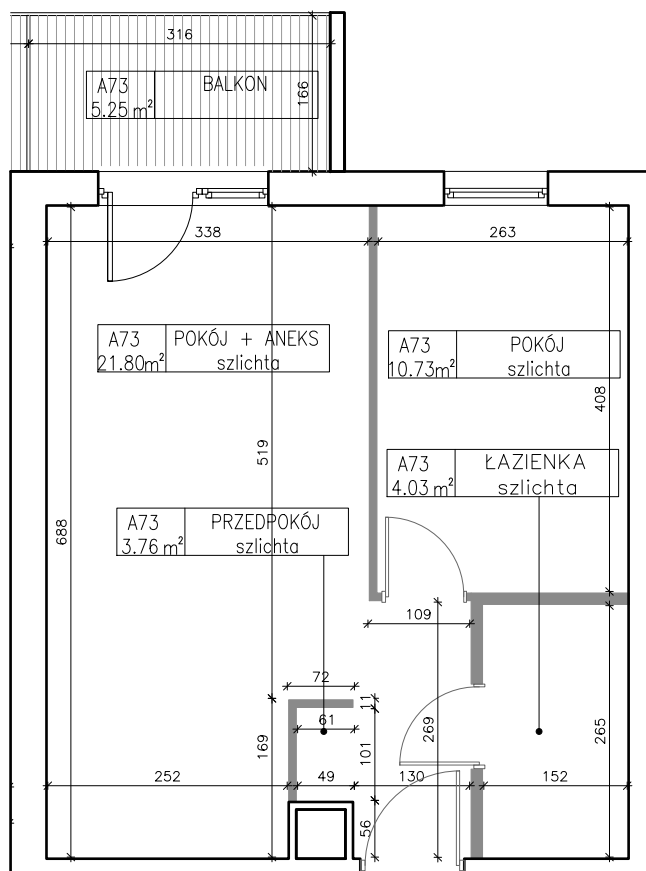 316
A73 BALKON
5.25 m²
166
338 263
A73 POKÓJ + ANEKS
21.80m² szlichta
A73 POKÓJ
10.73m² szlichta
408
519
A73 ŁAZIENKA
4.03 m² szlichta
688
A73 PRZEDPOKÓJ
3.76 m² szlichta
109
72
11
61
269
265
169
101
252 49 130 152
56